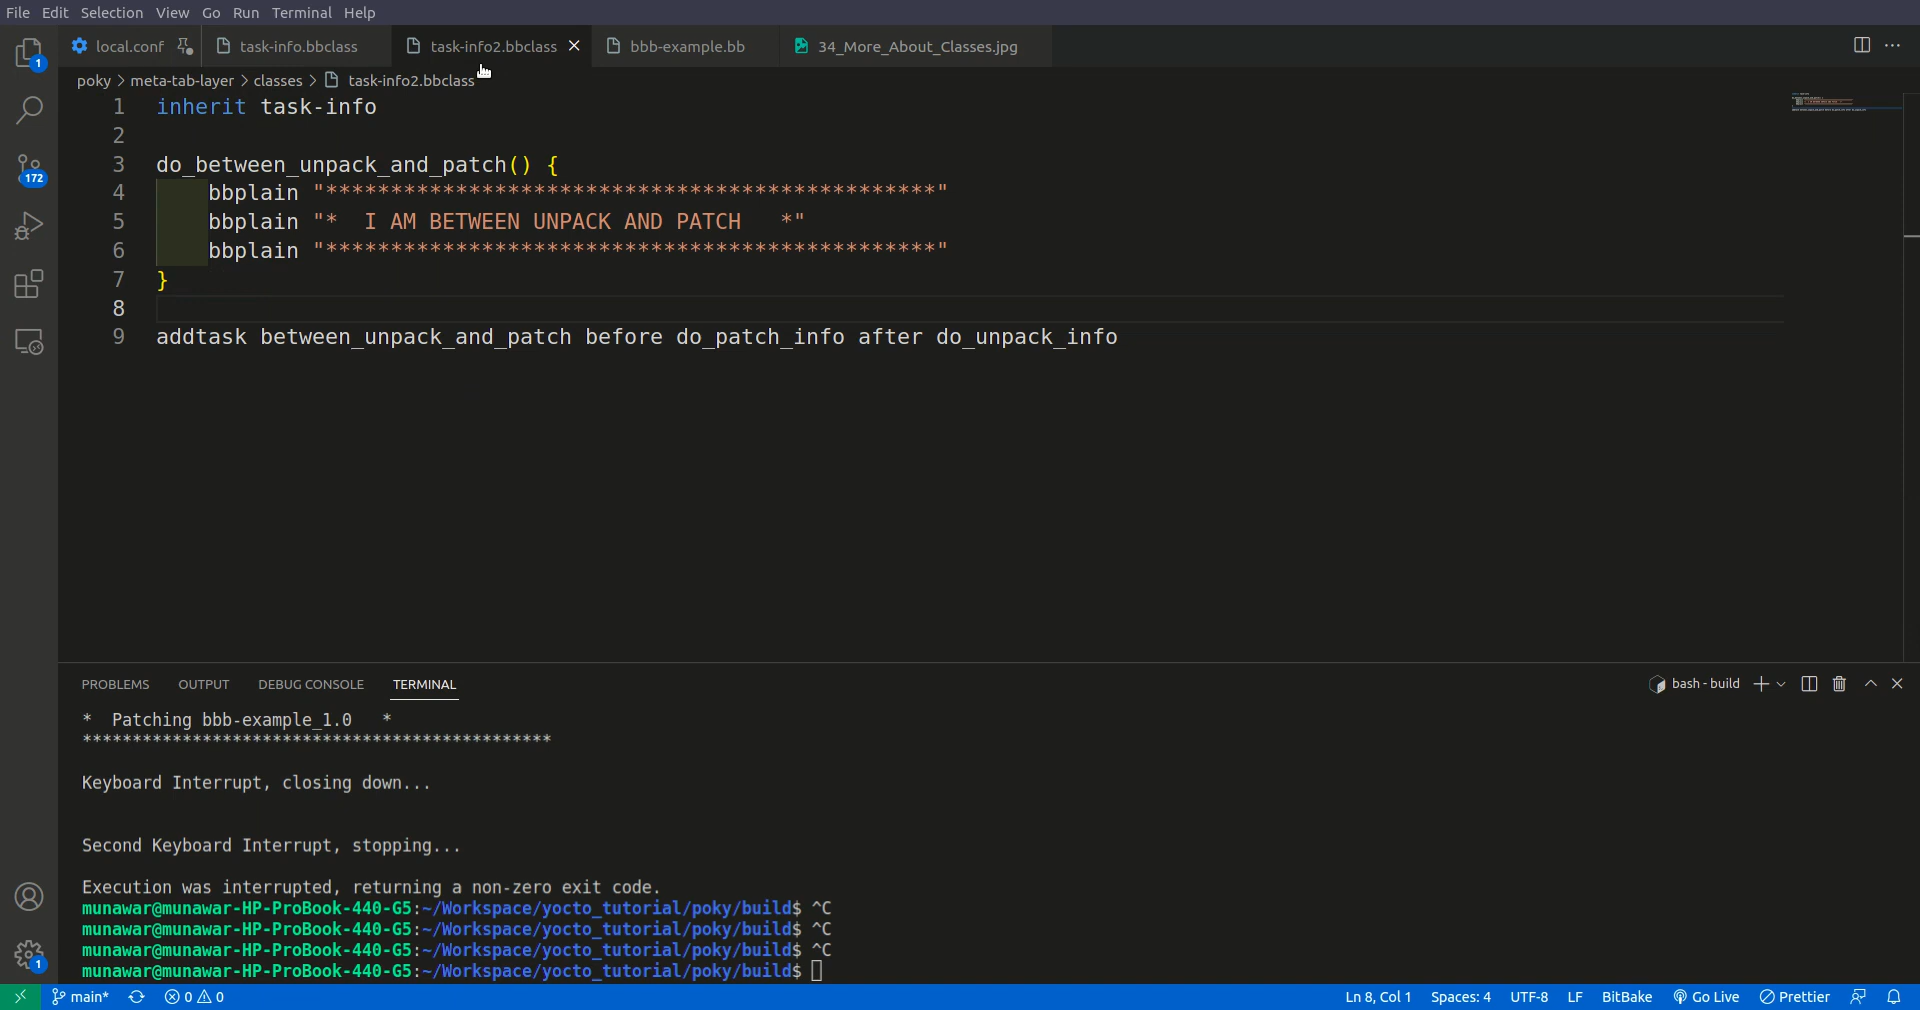 File Edit Selection View Go Run Terminal Help
local.conf task-info.bbclass task-info2.bbclass bbb-example.bb 34_More_About_Classes.jpg
poky > meta-tab-layer > classes > task-info2.bbclass
1 inherit task-info
2
3 do_between_unpack_and_patch() {
4 bbplain "***********************************************"
5 bbplain "*  I AM BETWEEN UNPACK AND PATCH   *"
6 bbplain "***********************************************"
7 }
8
9 addtask between_unpack_and_patch before do_patch_info after do_unpack_info
1
172
PROBLEMS OUTPUT DEBUG CONSOLE TERMINAL bash - build
*  Patching bbb-example_1.0   *
***********************************************
Keyboard Interrupt, closing down...
Second Keyboard Interrupt, stopping...
Execution was interrupted, returning a non-zero exit code.
munawar@munawar-HP-ProBook-440-G5:~/Workspace/yocto_tutorial/poky/build$ ^C
munawar@munawar-HP-ProBook-440-G5:~/Workspace/yocto_tutorial/poky/build$ ^C
munawar@munawar-HP-ProBook-440-G5:~/Workspace/yocto_tutorial/poky/build$ ^C
munawar@munawar-HP-ProBook-440-G5:~/Workspace/yocto_tutorial/poky/build$
1
main* 0 0 Ln 8, Col 1 Spaces: 4 UTF-8 LF BitBake Go Live Prettier